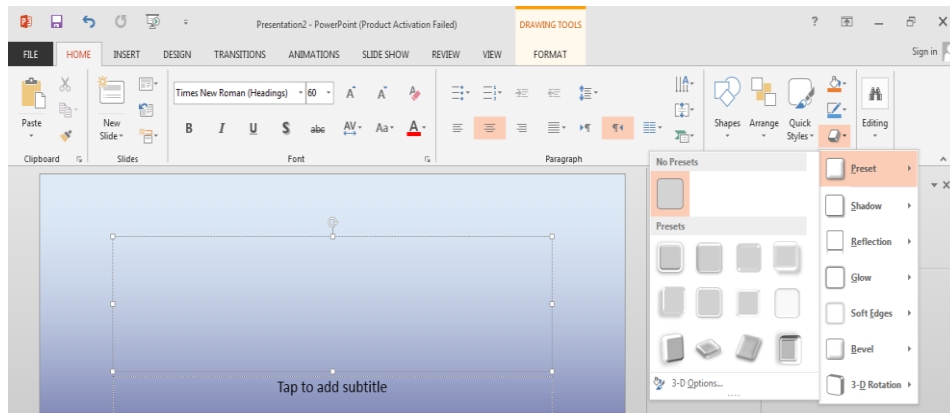 Presentation2 - PowerPoint (Product Activation Failed)
DRAWING TOOLS
?
FILE HOME INSERT DESIGN TRANSITIONS ANIMATIONS SLIDE SHOW REVIEW VIEW FORMAT Sign in
Times New Roman (Headings) 60 A A
B I U S abc AV Aa A
Paste
New Slide
Shapes Arrange Quick Styles
Editing
Clipboard Slides Font Paragraph
No Presets
Presets
3-D Options...
Preset
Shadow
Reflection
Glow
Soft Edges
Bevel
3-D Rotation
Tap to add subtitle